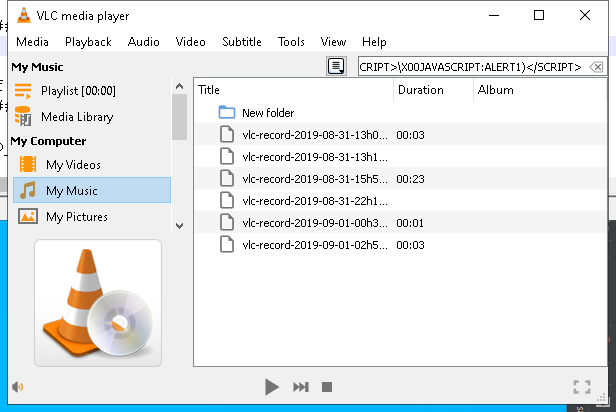 VLC media player
Media Playback Audio Video Subtitle Tools View Help
My Music
CRIPT>\X00JAVASCRIPT:ALERT1)</SCRIPT>
Playlist [00:00]
Media Library
My Computer
My Videos
My Music
My Pictures
Title Duration Album
New folder
vlc-record-2019-08-31-13h0... 00:03
vlc-record-2019-08-31-13h1...
vlc-record-2019-08-31-15h5... 00:23
vlc-record-2019-08-31-22h1...
vlc-record-2019-09-01-00h3... 00:01
vlc-record-2019-09-01-02h5... 00:03